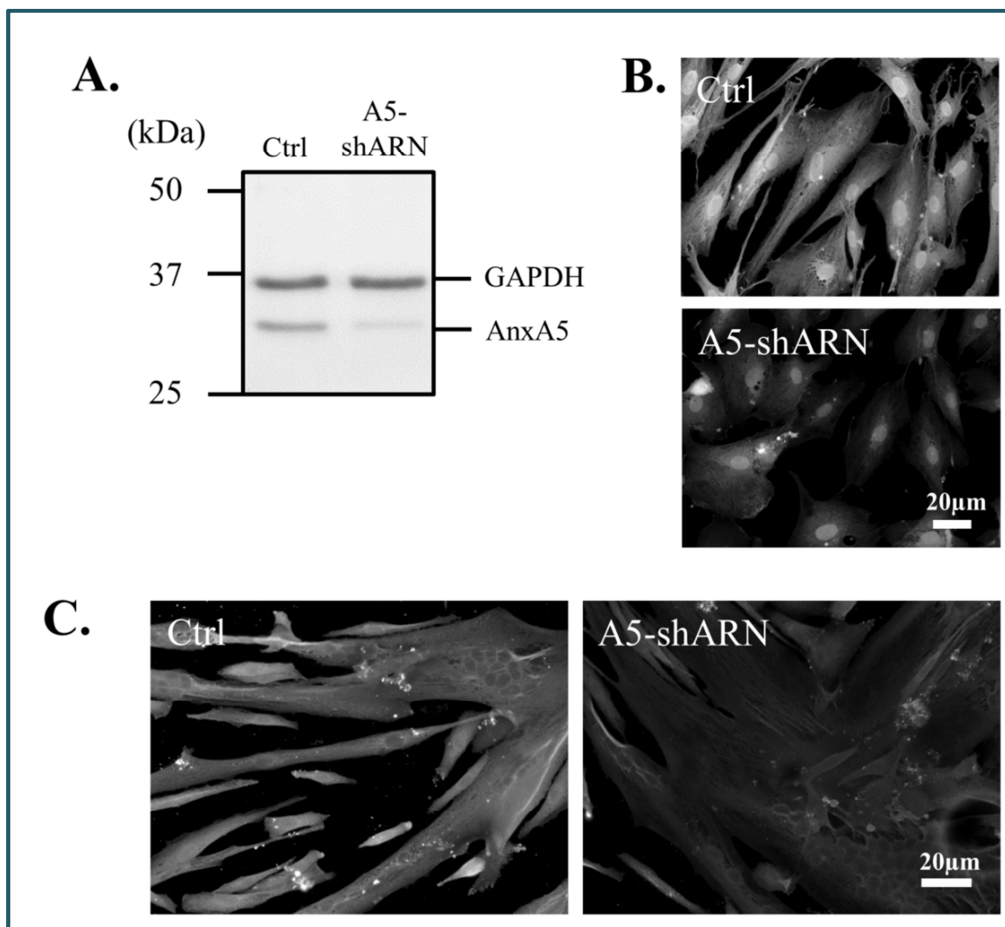 A.
(kDa)
Ctrl
A5-
shARN
50
37
25
GAPDH
AnxA5
B.
Ctrl
A5-shARN
20µm
C.
Ctrl
A5-shARN
20µm